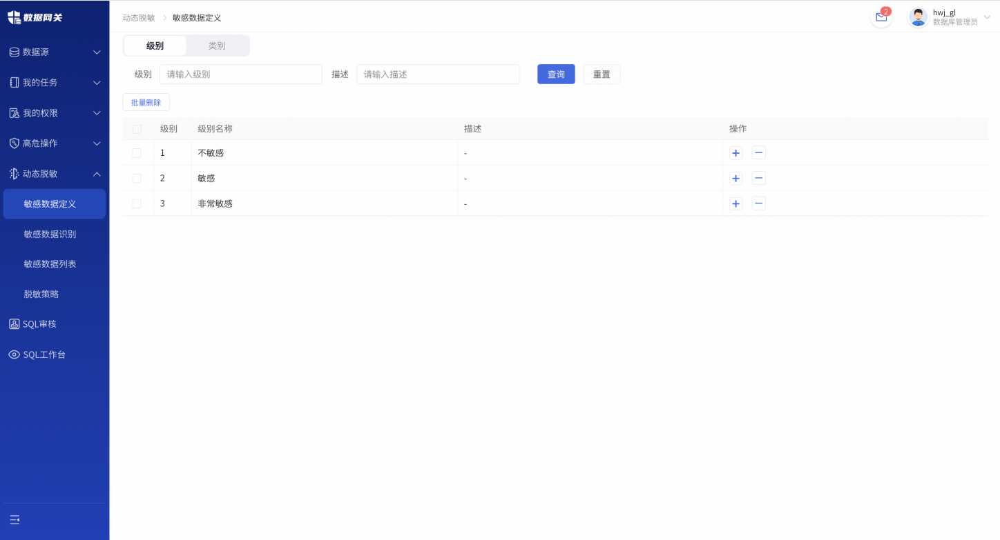 数据网关
数据源
我的任务
我的权限
高危操作
动态脱敏
敏感数据定义
敏感数据识别
敏感数据列表
脱敏策略
SQL审核
SQL工作台
动态脱敏 > 敏感数据定义
2
hwj_gl
数据库管理员
级别 类别
级别 请输入级别 描述 请输入描述 查询 重置
批量删除
级别 级别名称 描述 操作
1 不敏感 - + −
2 敏感 - + −
3 非常敏感 - + −